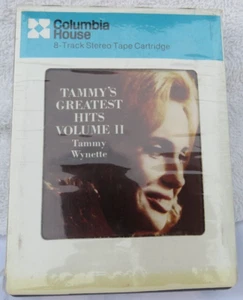 Columbia
House
8-Track Stereo Tape Cartridge
TAMMY'S
GREATEST
HITS
VOLUME II
Tammy
Wynette